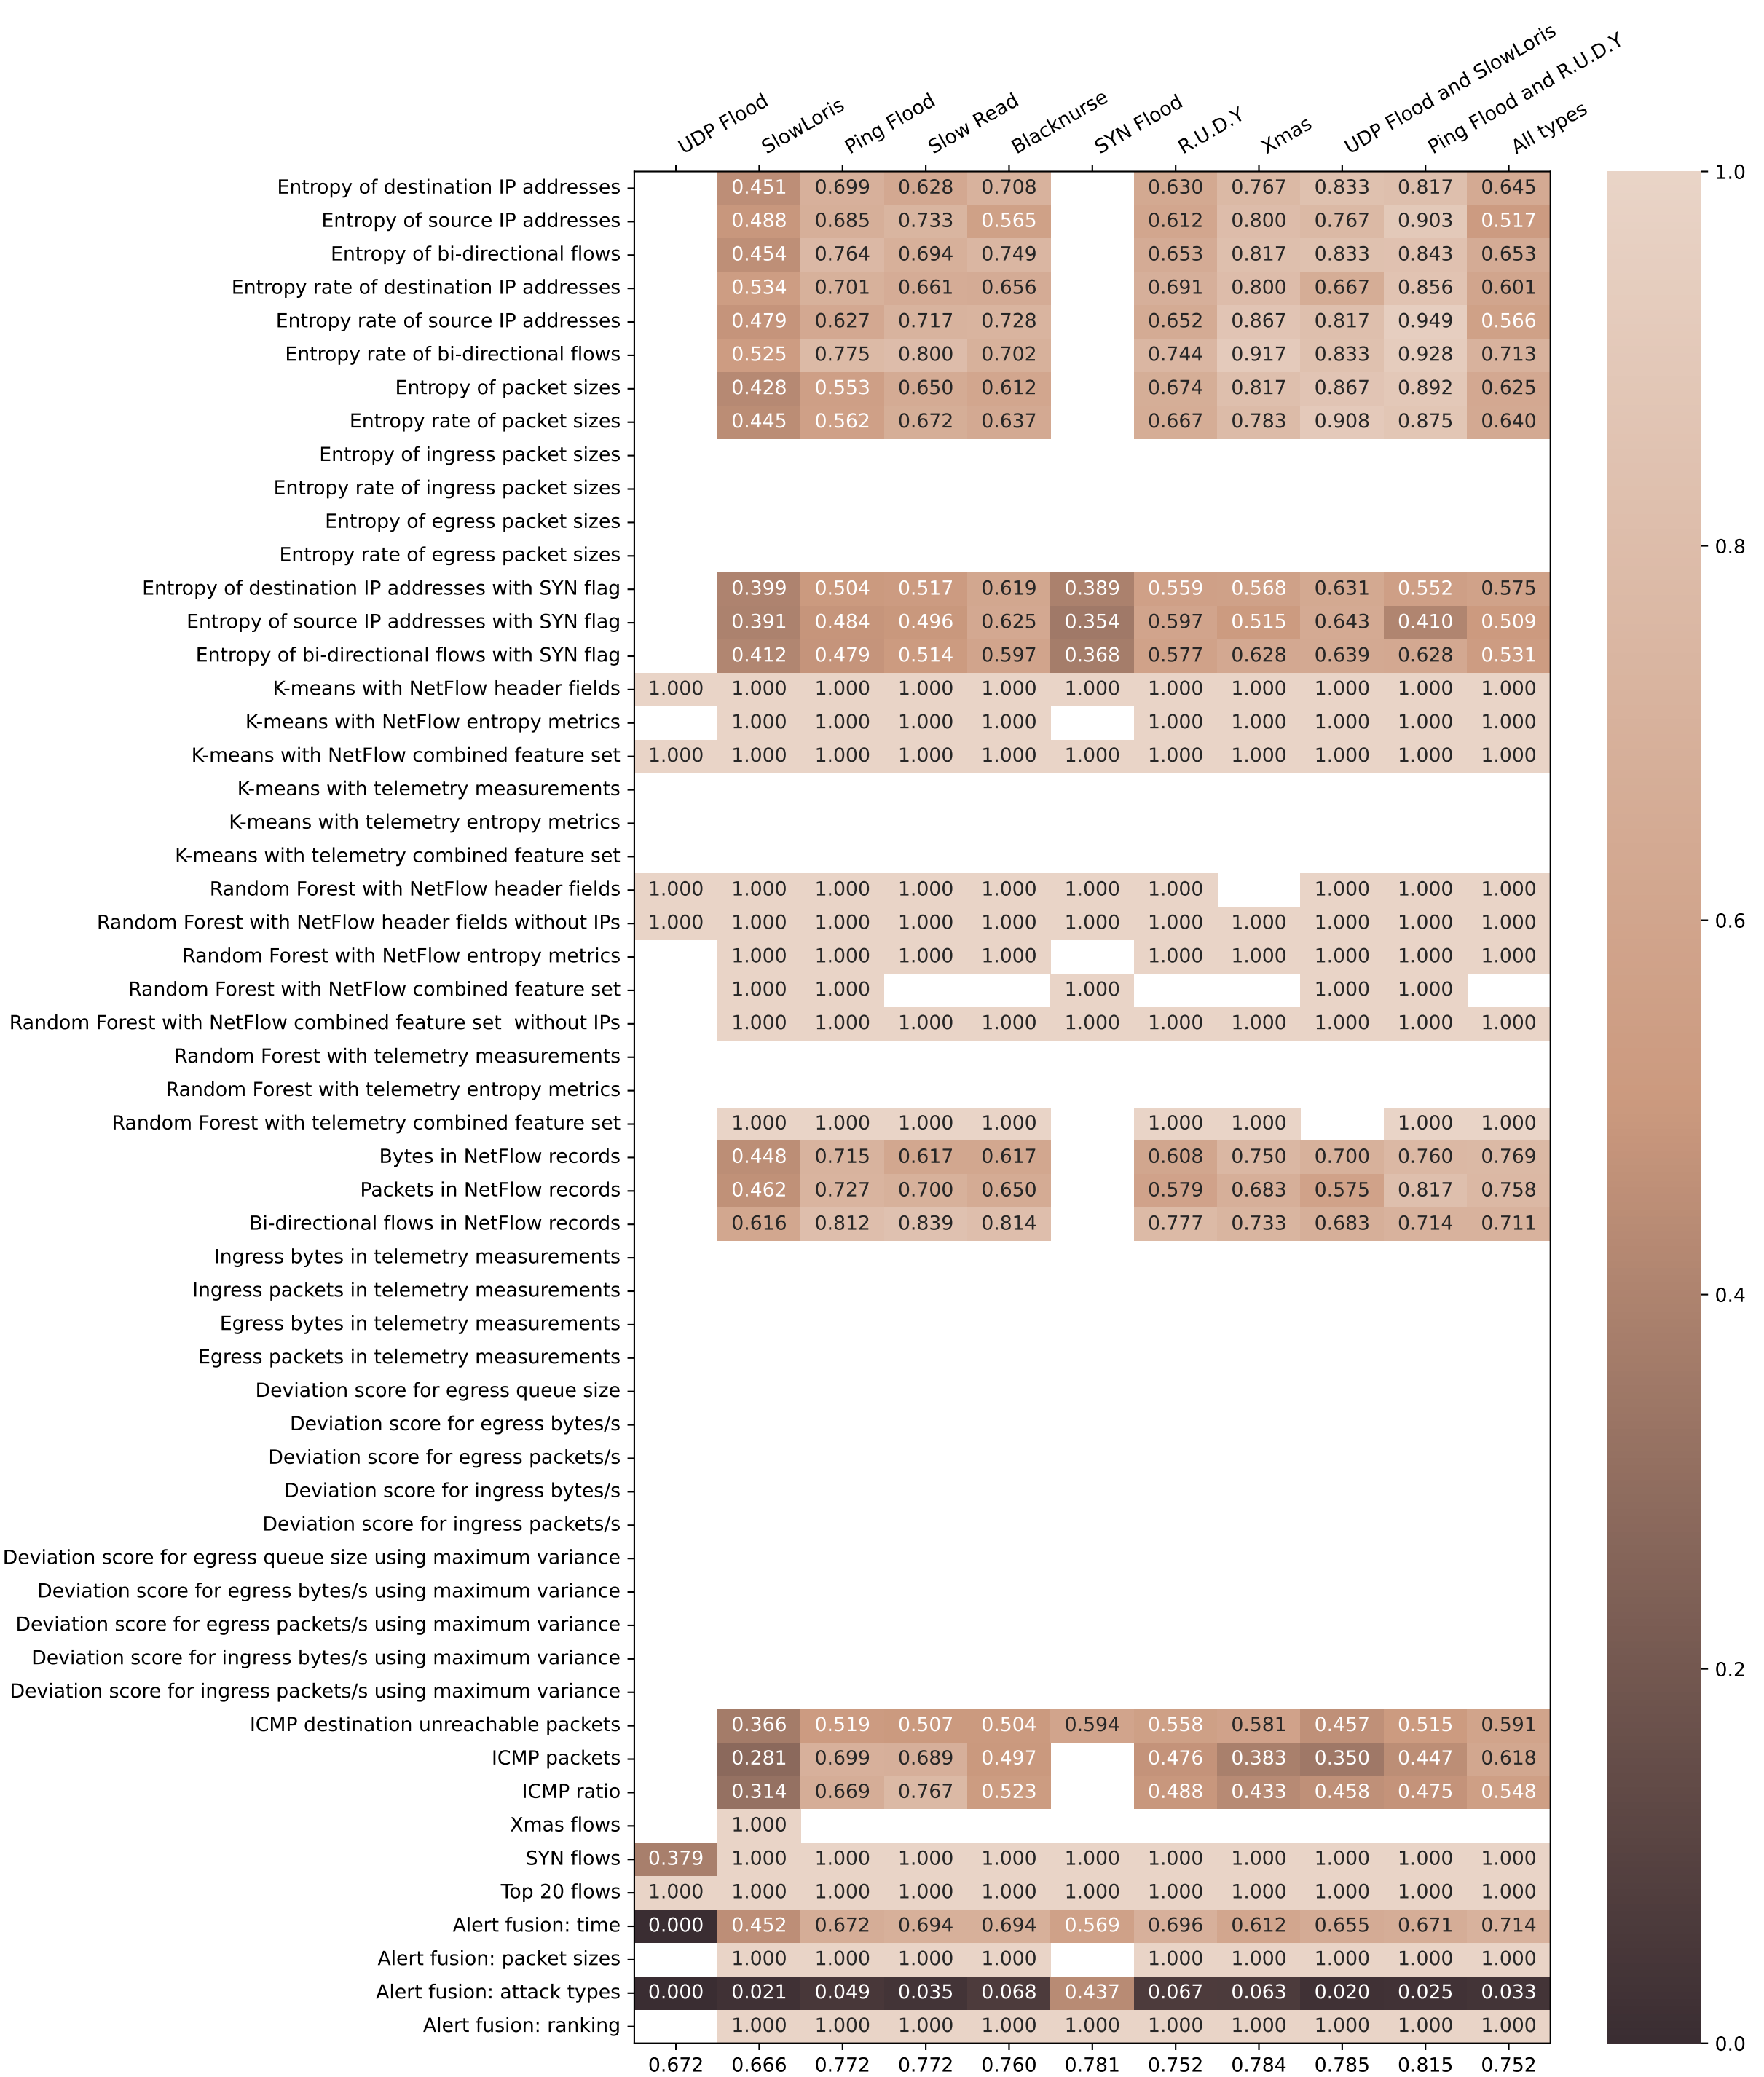 UDP Flood SlowLoris Ping Flood Slow Read Blacknurse SYN Flood R.U.D.Y Xmas UDP Flood and SlowLoris Ping Flood and R.U.D.Y All types
Entropy of destination IP addresses 0.451 0.699 0.628 0.708 0.630 0.767 0.833 0.817 0.645
Entropy of source IP addresses 0.488 0.685 0.733 0.565 0.612 0.800 0.767 0.903 0.517
Entropy of bi-directional flows 0.454 0.764 0.694 0.749 0.653 0.817 0.833 0.843 0.653
Entropy rate of destination IP addresses 0.534 0.701 0.661 0.656 0.691 0.800 0.667 0.856 0.601
Entropy rate of source IP addresses 0.479 0.627 0.717 0.728 0.652 0.867 0.817 0.949 0.566
Entropy rate of bi-directional flows 0.525 0.775 0.800 0.702 0.744 0.917 0.833 0.928 0.713
Entropy of packet sizes 0.428 0.553 0.650 0.612 0.674 0.817 0.867 0.892 0.625
Entropy rate of packet sizes 0.445 0.562 0.672 0.637 0.667 0.783 0.908 0.875 0.640
Entropy of ingress packet sizes
Entropy rate of ingress packet sizes
Entropy of egress packet sizes
Entropy rate of egress packet sizes
Entropy of destination IP addresses with SYN flag 0.399 0.504 0.517 0.619 0.389 0.559 0.568 0.631 0.552 0.575
Entropy of source IP addresses with SYN flag 0.391 0.484 0.496 0.625 0.354 0.597 0.515 0.643 0.410 0.509
Entropy of bi-directional flows with SYN flag 0.412 0.479 0.514 0.597 0.368 0.577 0.628 0.639 0.628 0.531
K-means with NetFlow header fields 1.000 1.000 1.000 1.000 1.000 1.000 1.000 1.000 1.000 1.000 1.000
K-means with NetFlow entropy metrics 1.000 1.000 1.000 1.000 1.000 1.000 1.000 1.000 1.000
K-means with NetFlow combined feature set 1.000 1.000 1.000 1.000 1.000 1.000 1.000 1.000 1.000 1.000 1.000
K-means with telemetry measurements
K-means with telemetry entropy metrics
K-means with telemetry combined feature set
Random Forest with NetFlow header fields 1.000 1.000 1.000 1.000 1.000 1.000 1.000 1.000 1.000 1.000
Random Forest with NetFlow header fields without IPs 1.000 1.000 1.000 1.000 1.000 1.000 1.000 1.000 1.000 1.000 1.000
Random Forest with NetFlow entropy metrics 1.000 1.000 1.000 1.000 1.000 1.000 1.000 1.000 1.000
Random Forest with NetFlow combined feature set 1.000 1.000 1.000 1.000 1.000
Random Forest with NetFlow combined feature set  without IPs 1.000 1.000 1.000 1.000 1.000 1.000 1.000 1.000 1.000 1.000
Random Forest with telemetry measurements
Random Forest with telemetry entropy metrics
Random Forest with telemetry combined feature set 1.000 1.000 1.000 1.000 1.000 1.000 1.000 1.000
Bytes in NetFlow records 0.448 0.715 0.617 0.617 0.608 0.750 0.700 0.760 0.769
Packets in NetFlow records 0.462 0.727 0.700 0.650 0.579 0.683 0.575 0.817 0.758
Bi-directional flows in NetFlow records 0.616 0.812 0.839 0.814 0.777 0.733 0.683 0.714 0.711
Ingress bytes in telemetry measurements
Ingress packets in telemetry measurements
Egress bytes in telemetry measurements
Egress packets in telemetry measurements
Deviation score for egress queue size
Deviation score for egress bytes/s
Deviation score for egress packets/s
Deviation score for ingress bytes/s
Deviation score for ingress packets/s
Deviation score for egress queue size using maximum variance
Deviation score for egress bytes/s using maximum variance
Deviation score for egress packets/s using maximum variance
Deviation score for ingress bytes/s using maximum variance
Deviation score for ingress packets/s using maximum variance
ICMP destination unreachable packets 0.366 0.519 0.507 0.504 0.594 0.558 0.581 0.457 0.515 0.591
ICMP packets 0.281 0.699 0.689 0.497 0.476 0.383 0.350 0.447 0.618
ICMP ratio 0.314 0.669 0.767 0.523 0.488 0.433 0.458 0.475 0.548
Xmas flows 1.000
SYN flows 0.379 1.000 1.000 1.000 1.000 1.000 1.000 1.000 1.000 1.000 1.000
Top 20 flows 1.000 1.000 1.000 1.000 1.000 1.000 1.000 1.000 1.000 1.000 1.000
Alert fusion: time 0.000 0.452 0.672 0.694 0.694 0.569 0.696 0.612 0.655 0.671 0.714
Alert fusion: packet sizes 1.000 1.000 1.000 1.000 1.000 1.000 1.000 1.000 1.000
Alert fusion: attack types 0.000 0.021 0.049 0.035 0.068 0.437 0.067 0.063 0.020 0.025 0.033
Alert fusion: ranking 1.000 1.000 1.000 1.000 1.000 1.000 1.000 1.000 1.000 1.000
0.672 0.666 0.772 0.772 0.760 0.781 0.752 0.784 0.785 0.815 0.752
1.0
0.8
0.6
0.4
0.2
0.0